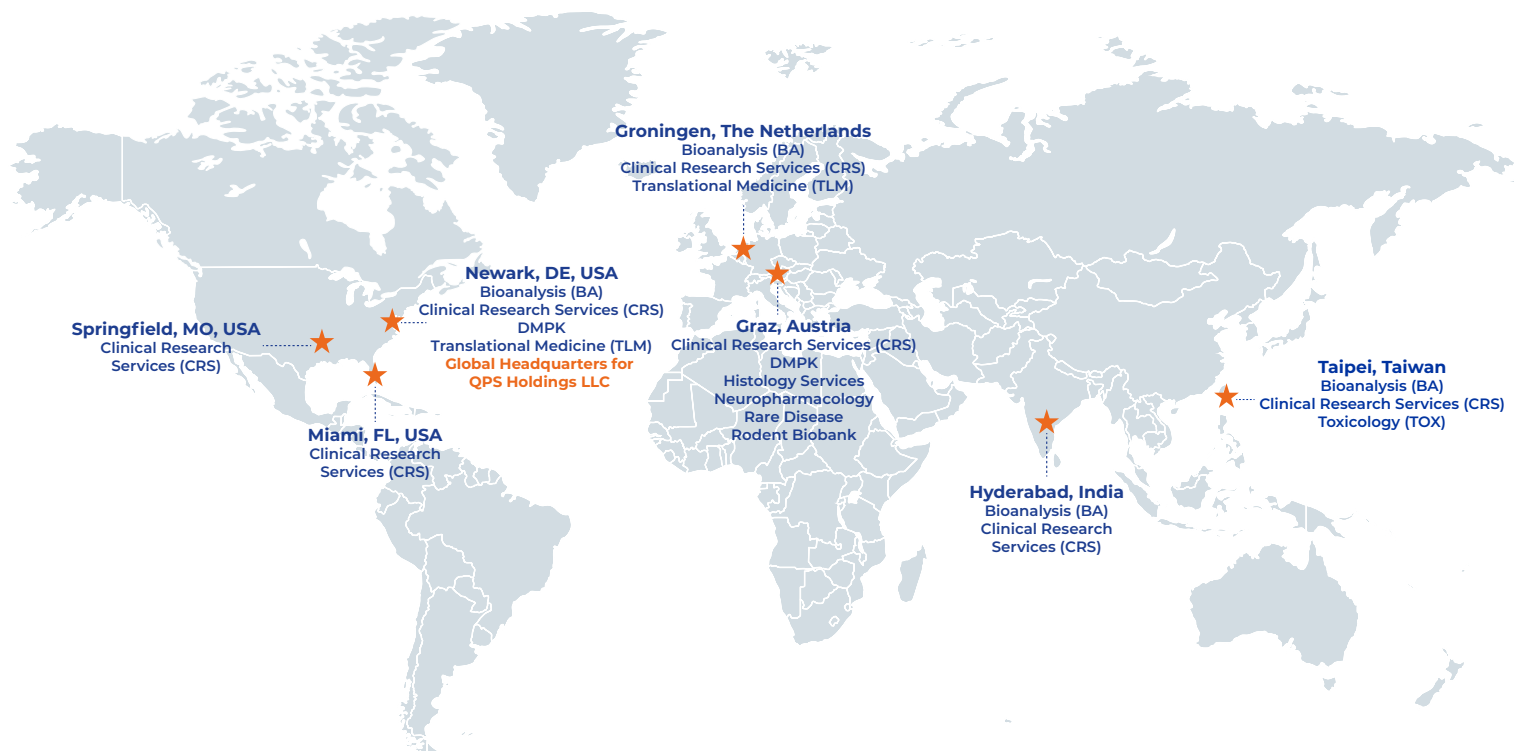 Groningen, The Netherlands
Bioanalysis (BA)
Clinical Research Services (CRS)
Translational Medicine (TLM)
Newark, DE, USA
Bioanalysis (BA)
Clinical Research Services (CRS)
DMPK
Translational Medicine (TLM)
Global Headquarters for
QPS Holdings LLC
Springfield, MO, USA
Clinical Research
Services (CRS)
Miami, FL, USA
Clinical Research
Services (CRS)
Graz, Austria
Clinical Research Services (CRS)
DMPK
Histology Services
Neuropharmacology
Rare Disease
Rodent Biobank
Taipei, Taiwan
Bioanalysis (BA)
Clinical Research Services (CRS)
Toxicology (TOX)
Hyderabad, India
Bioanalysis (BA)
Clinical Research
Services (CRS)